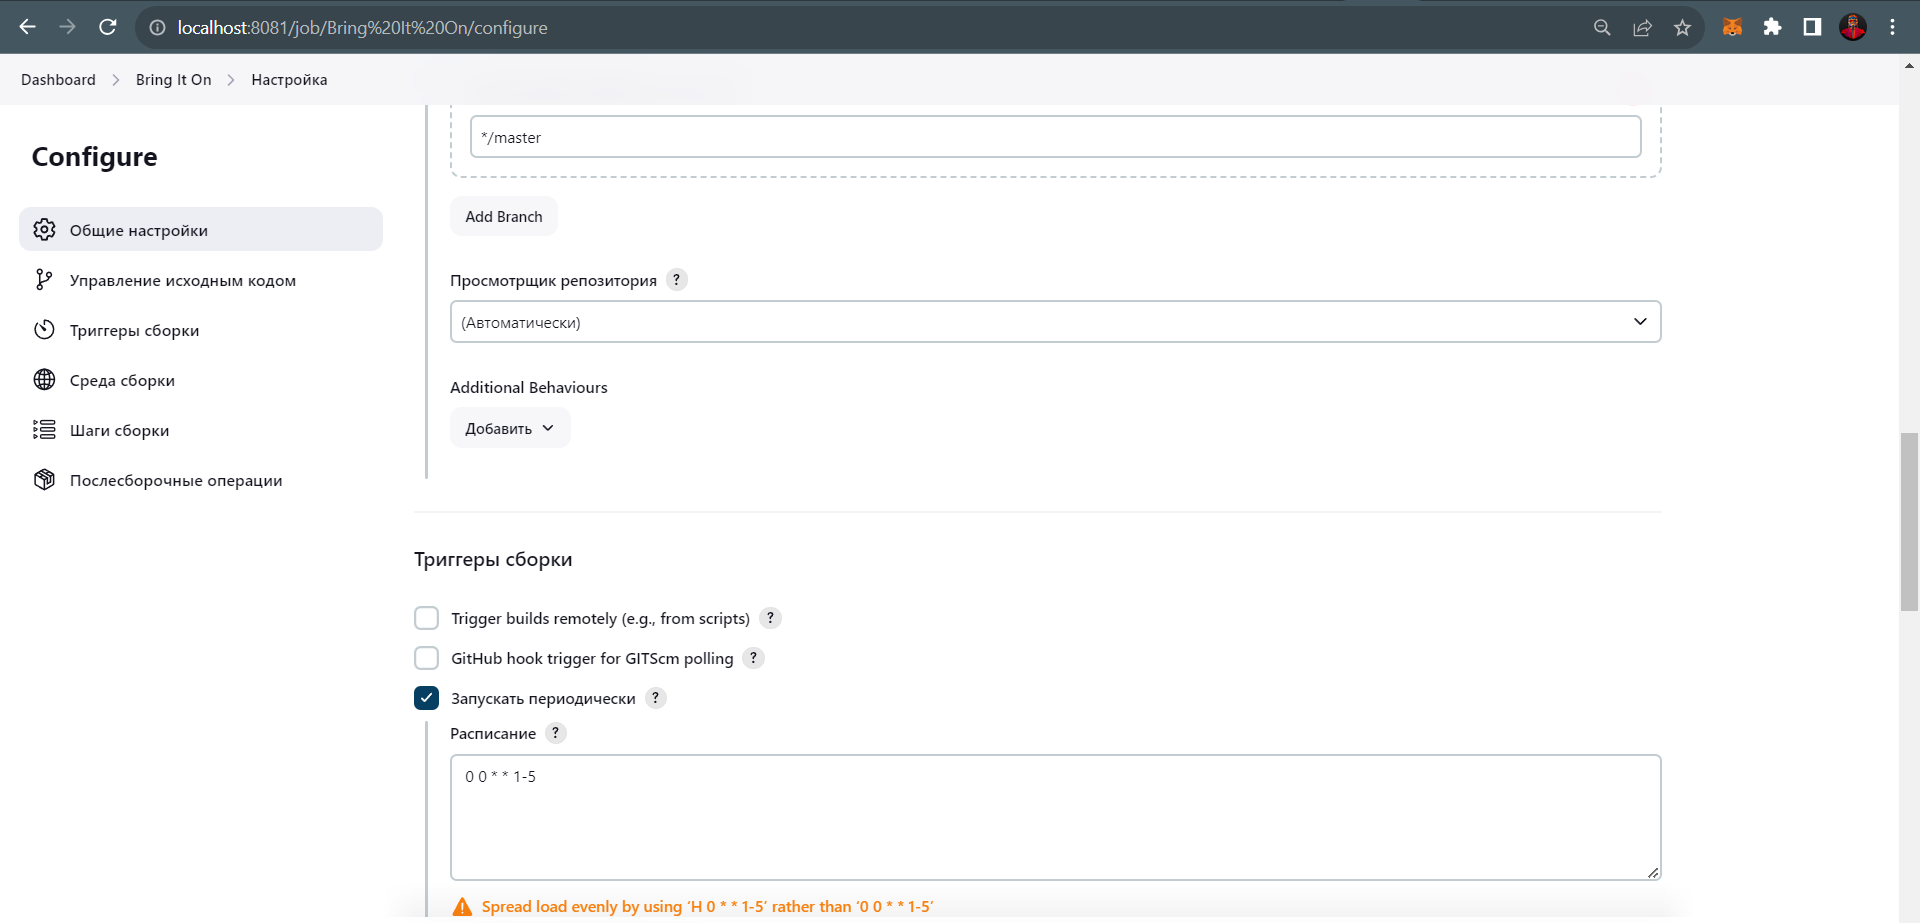 localhost:8081/job/Bring%20It%20On/configure
Dashboard > Bring It On > Настройка
Configure
Общие настройки
Управление исходным кодом
Триггеры сборки
Среда сборки
Шаги сборки
Послесборочные операции
*/master
Add Branch
Просмотрщик репозитория ?
(Автоматически)
Additional Behaviours
Добавить
Триггеры сборки
Trigger builds remotely (e.g., from scripts) ?
GitHub hook trigger for GITScm polling ?
Запускать периодически ?
Расписание ?
0 0 * * 1-5
Spread load evenly by using ‘H 0 * * 1-5’ rather than ‘0 0 * * 1-5’